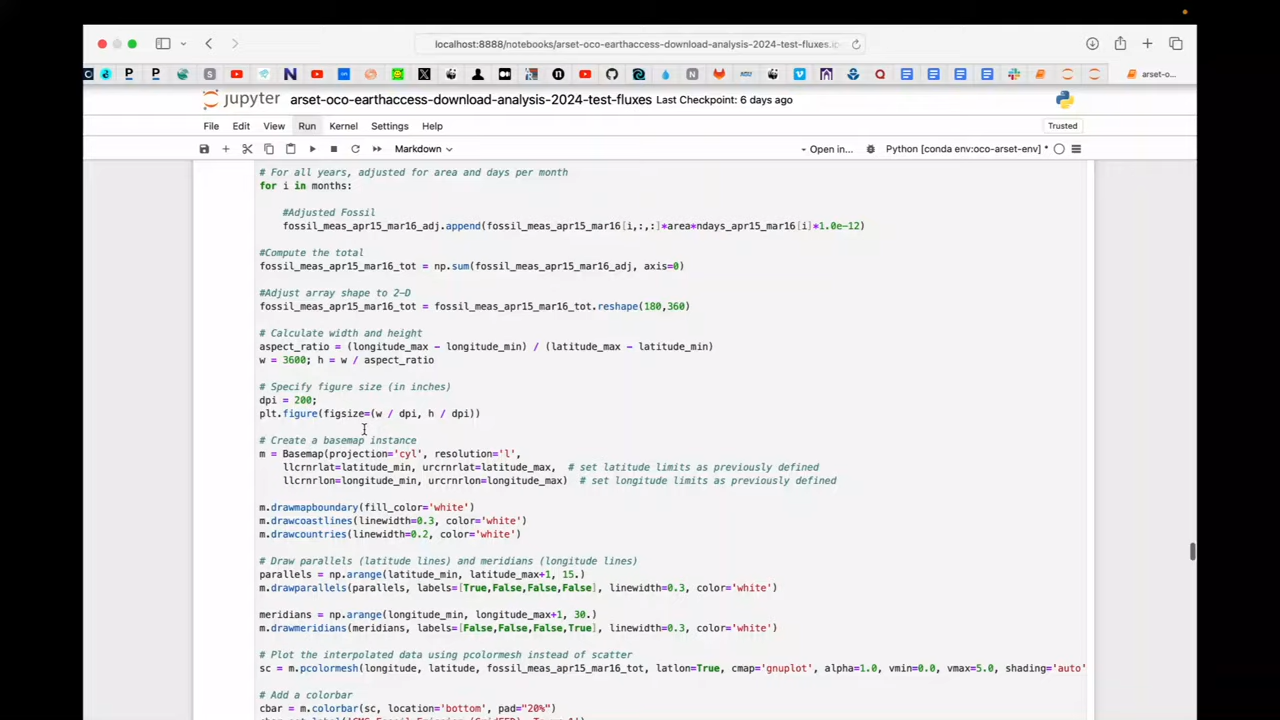 localhost:8888/notebooks/arset-oco-earthaccess-download-analysis-2024-test-fluxes.i
arset-o...
jupyter arset-oco-earthaccess-download-analysis-2024-test-fluxes Last Checkpoint: 6 days ago
File Edit View Run Kernel Settings Help Trusted
Markdown Open in... Python [conda env:oco-arset-env] *
# For all years, adjusted for area and days per month
for i in months:
#Adjusted Fossil
fossil_meas_apr15_mar16_adj.append(fossil_meas_apr15_mar16[i,:,:]*area*ndays_apr15_mar16[i]*1.0e-12)
#Compute the total
fossil_meas_apr15_mar16_tot = np.sum(fossil_meas_apr15_mar16_adj, axis=0)
#Adjust array shape to 2-D
fossil_meas_apr15_mar16_tot = fossil_meas_apr15_mar16_tot.reshape(180,360)
# Calculate width and height
aspect_ratio = (longitude_max - longitude_min) / (latitude_max - latitude_min)
w = 3600; h = w / aspect_ratio
# Specify figure size (in inches)
dpi = 200;
plt.figure(figsize=(w / dpi, h / dpi))
# Create a basemap instance
m = Basemap(projection='cyl', resolution='l',
llcrnrlat=latitude_min, urcrnrlat=latitude_max, # set latitude limits as previously defined
llcrnrlon=longitude_min, urcrnrlon=longitude_max) # set longitude limits as previously defined
m.drawmapboundary(fill_color='white')
m.drawcoastlines(linewidth=0.3, color='white')
m.drawcountries(linewidth=0.2, color='white')
# Draw parallels (latitude lines) and meridians (longitude lines)
parallels = np.arange(latitude_min, latitude_max+1, 15.)
m.drawparallels(parallels, labels=[True,False,False,False], linewidth=0.3, color='white')
meridians = np.arange(longitude_min, longitude_max+1, 30.)
m.drawmeridians(meridians, labels=[False,False,False,True], linewidth=0.3, color='white')
# Plot the interpolated data using pcolormesh instead of scatter
sc = m.pcolormesh(longitude, latitude, fossil_meas_apr15_mar16_tot, latlon=True, cmap='gnuplot', alpha=1.0, vmin=0.0, vmax=5.0, shading='auto'
# Add a colorbar
cbar = m.colorbar(sc, location='bottom', pad="20%")